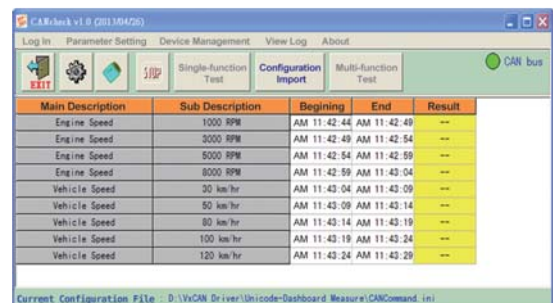 CANcheck v1.0 (2013/04/26)
Log In Parameter Setting Device Management View Log About
EXIT STOP Single-function Test Configuration Import Multi-function Test CAN bus
Main Description Sub Description Begining End Result
Engine Speed 1000 RPM AM 11:42:44 AM 11:42:49 --
Engine Speed 3000 RPM AM 11:42:49 AM 11:42:54 --
Engine Speed 5000 RPM AM 11:42:54 AM 11:42:59 --
Engine Speed 8000 RPM AM 11:42:59 AM 11:43:04 --
Vehicle Speed 30 km/hr AM 11:43:04 AM 11:43:09 --
Vehicle Speed 50 km/hr AM 11:43:09 AM 11:43:14 --
Vehicle Speed 80 km/hr AM 11:43:14 AM 11:43:19 --
Vehicle Speed 100 km/hr AM 11:43:19 AM 11:43:24 --
Vehicle Speed 120 km/hr AM 11:43:24 AM 11:43:29 --
Current Configuration File : D:\VxCAN Driver\Unicode-Dashboard Measure\CANCommand.ini